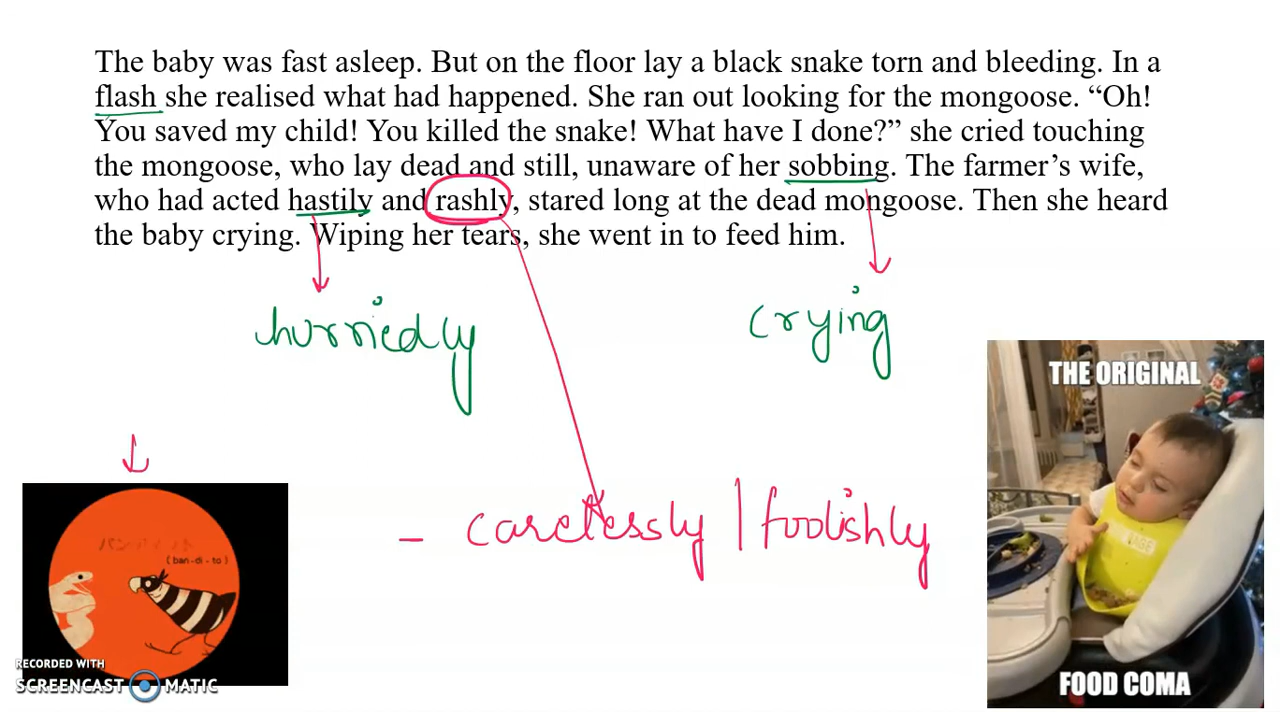 The baby was fast asleep. But on the floor lay a black snake torn and bleeding. In a
flash she realised what had happened. She ran out looking for the mongoose. “Oh!
You saved my child! You killed the snake! What have I done?” she cried touching
the mongoose, who lay dead and still, unaware of her sobbing. The farmer’s wife,
who had acted hastily and rashly, stared long at the dead mongoose. Then she heard
the baby crying. Wiping her tears, she went in to feed him.
hurriedly
crying
THE ORIGINAL
- carelessly | foolishly
(ban-di-to)
RECORDED WITH
SCREENCAST MATIC
FOOD COMA